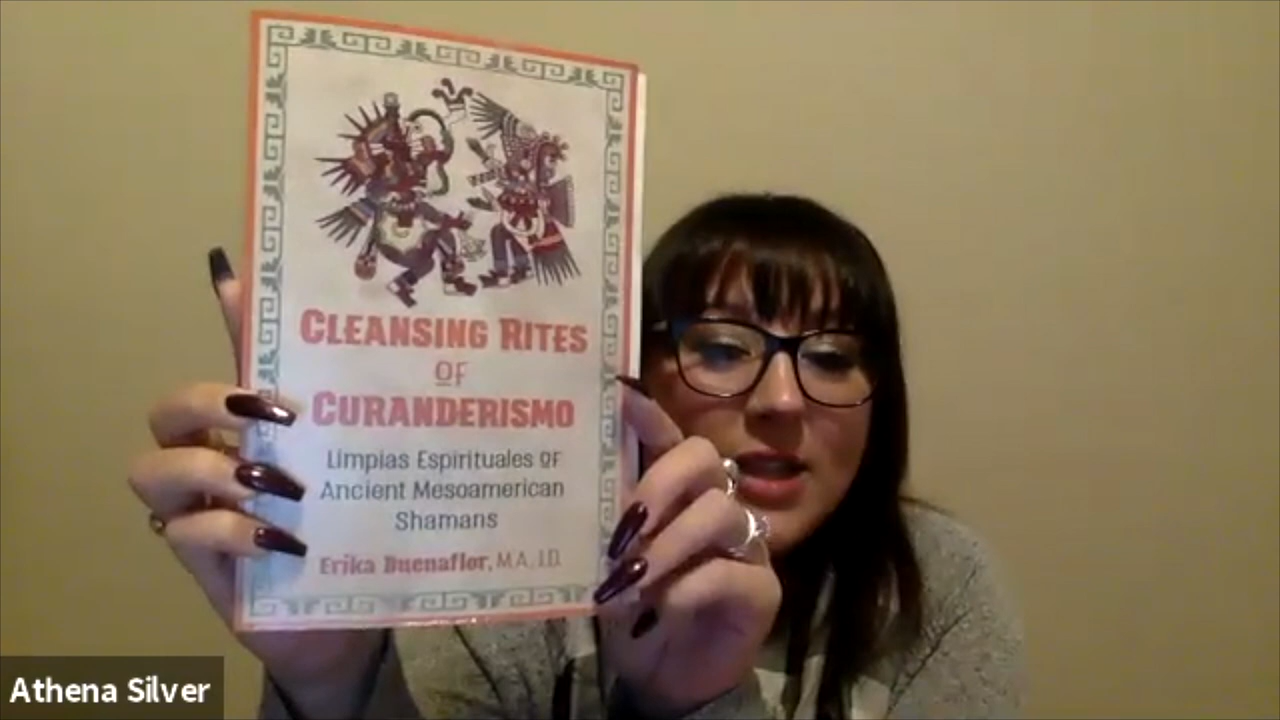 CLEANSING RITES
OF
CURANDERISMO
Limpias Espirituales OF
Ancient Mesoamerican
Shamans
Erika Buenaflor, M.A., J.D.
Athena Silver